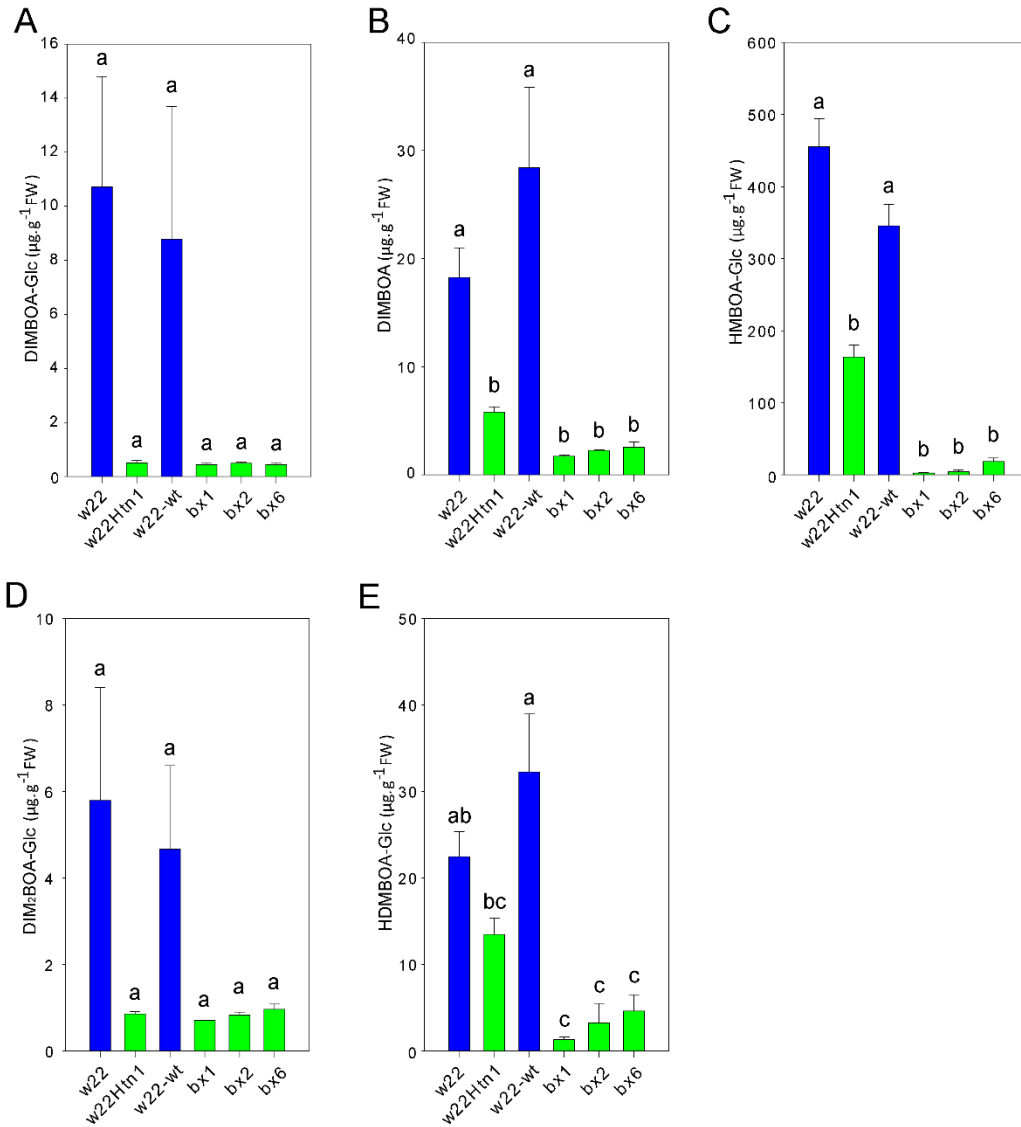 A
DIMBOA-Glc (µg.g⁻¹FW)
16
14
12
10
8
6
4
2
0
a
a
a
a
a
a
w22
w22Htn1
w22-wt
bx1
bx2
bx6
B
DIMBOA (µg.g⁻¹FW)
40
30
20
10
0
a
b
a
b
b
b
w22
w22Htn1
w22-wt
bx1
bx2
bx6
C
HMBOA-Glc (µg.g⁻¹FW)
600
500
400
300
200
100
0
a
b
a
b
b
b
w22
w22Htn1
w22-wt
bx1
bx2
bx6
D
DIM₂BOA-Glc (µg.g⁻¹FW)
10
8
6
4
2
0
a
a
a
a
a
a
w22
w22Htn1
w22-wt
bx1
bx2
bx6
E
HDMBOA-Glc (µg.g⁻¹FW)
50
40
30
20
10
0
ab
bc
a
c
c
c
w22
w22Htn1
w22-wt
bx1
bx2
bx6